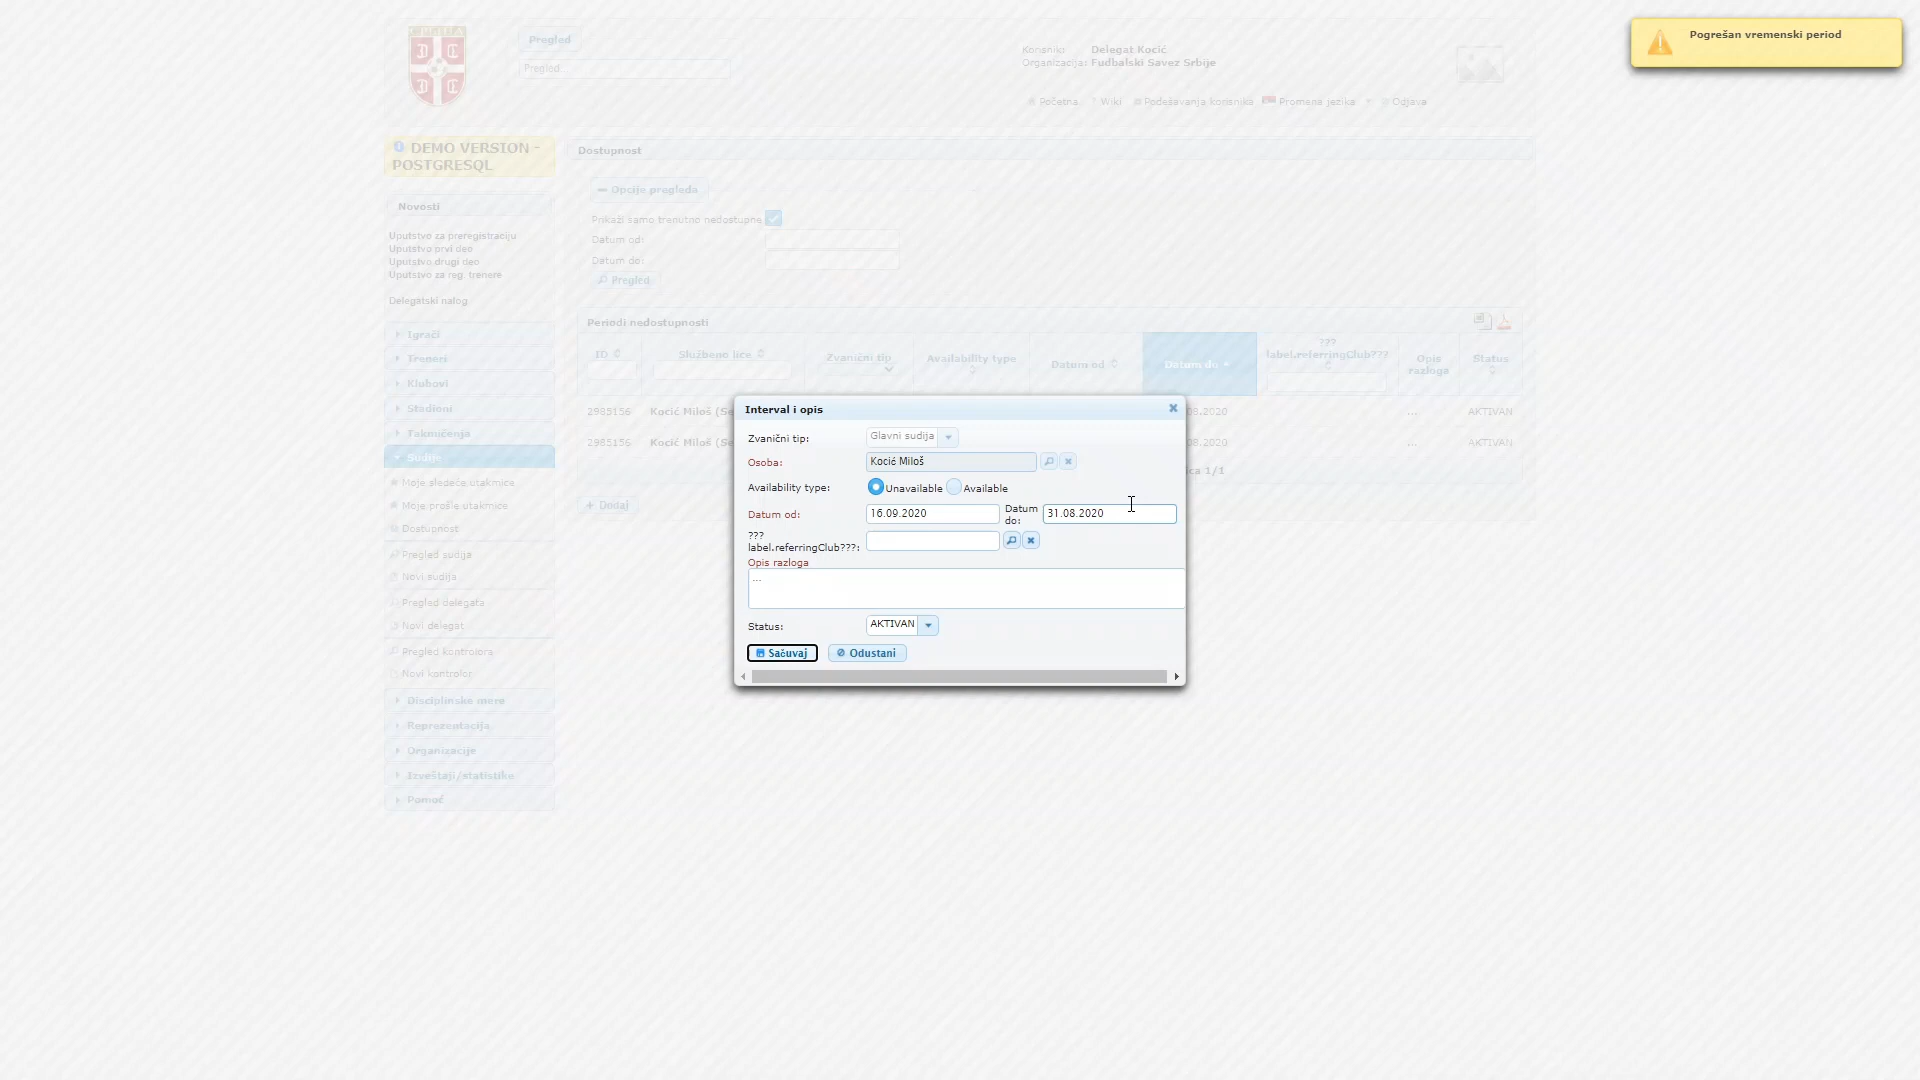 Pogrešan vremenski period
Pregled
Pregled...
Korisnik: Delegat Kocić
Organizacija: Fudbalski Savez Srbije
Početna ? Wiki Podešavanja korisnika Promena jezika Odjava
DEMO VERSION -
POSTGRESQL
Novosti
Uputstvo za preregistraciju
Uputstvo prvi deo
Uputstvo drugi deo
Uputstvo za reg. trenere
Delegatski nalog
Igrači
Treneri
Klubovi
Stadioni
Takmičenja
Sudije
Moje sledeće utakmice
Moje prošle utakmice
Dostupnost
Pregled sudija
Novi sudija
Pregled delegata
Novi delegat
Pregled kontrolora
Novi kontrolor
Disciplinske mere
Reprezentacija
Organizacije
Izveštaji/statistike
Pomoć
Dostupnost
Opcije pregleda
Prikaži samo trenutno nedostupne
Datum od:
Datum do:
Pregled
Periodi nedostupnosti
ID
Službeno lice
Zvanični tip
Availability type
Datum od
Datum do
???
label.referringClub???
Opis
razloga
Status
2985156 Kocić Miloš 08.2020 ... AKTIVAN
2985156 Kocić Miloš 08.2020 ... AKTIVAN
1/1
Dodaj
Interval i opis
Zvanični tip: Glavni sudija
Osoba: Kocić Miloš
Availability type: Unavailable Available
Datum od: 16.09.2020 Datum
do: 31.08.2020
???
label.referringClub???:
Opis razloga
...
Status: AKTIVAN
Sačuvaj Odustani